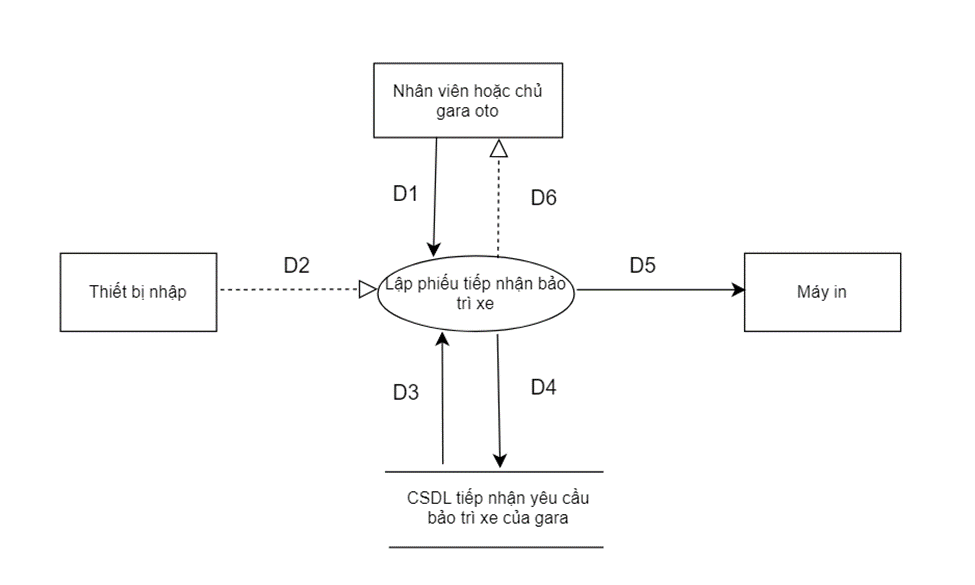 Nhân viên hoặc chủ
gara oto
D1
D6
D2
D5
Thiết bị nhập
Lập phiếu tiếp nhận bảo
trì xe
Máy in
D3
D4
CSDL tiếp nhận yêu cầu
bảo trì xe của gara